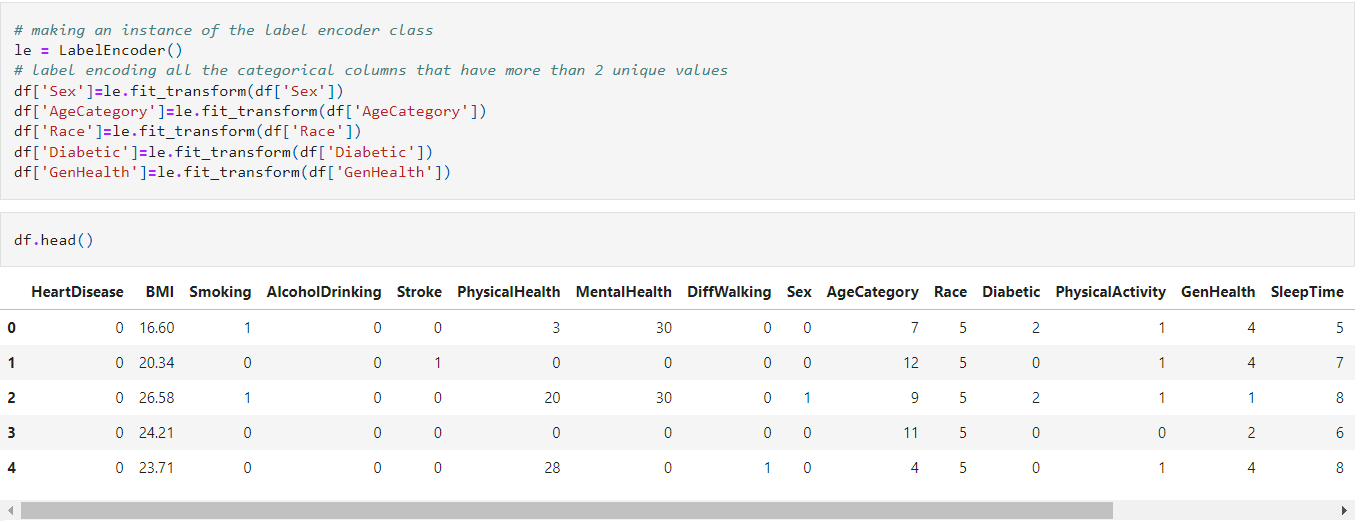 # making an instance of the label encoder class
le = LabelEncoder()
# label encoding all the categorical columns that have more than 2 unique values
df['Sex']=le.fit_transform(df['Sex'])
df['AgeCategory']=le.fit_transform(df['AgeCategory'])
df['Race']=le.fit_transform(df['Race'])
df['Diabetic']=le.fit_transform(df['Diabetic'])
df['GenHealth']=le.fit_transform(df['GenHealth'])
df.head()
HeartDisease BMI Smoking AlcoholDrinking Stroke PhysicalHealth MentalHealth DiffWalking Sex AgeCategory Race Diabetic PhysicalActivity GenHealth SleepTime
0 0 16.60 1 0 0 3 30 0 0 7 5 2 1 4 5
1 0 20.34 0 0 1 0 0 0 0 12 5 0 1 4 7
2 0 26.58 1 0 0 20 30 0 1 9 5 2 1 1 8
3 0 24.21 0 0 0 0 0 0 0 11 5 0 0 2 6
4 0 23.71 0 0 0 28 0 1 0 4 5 0 1 4 8